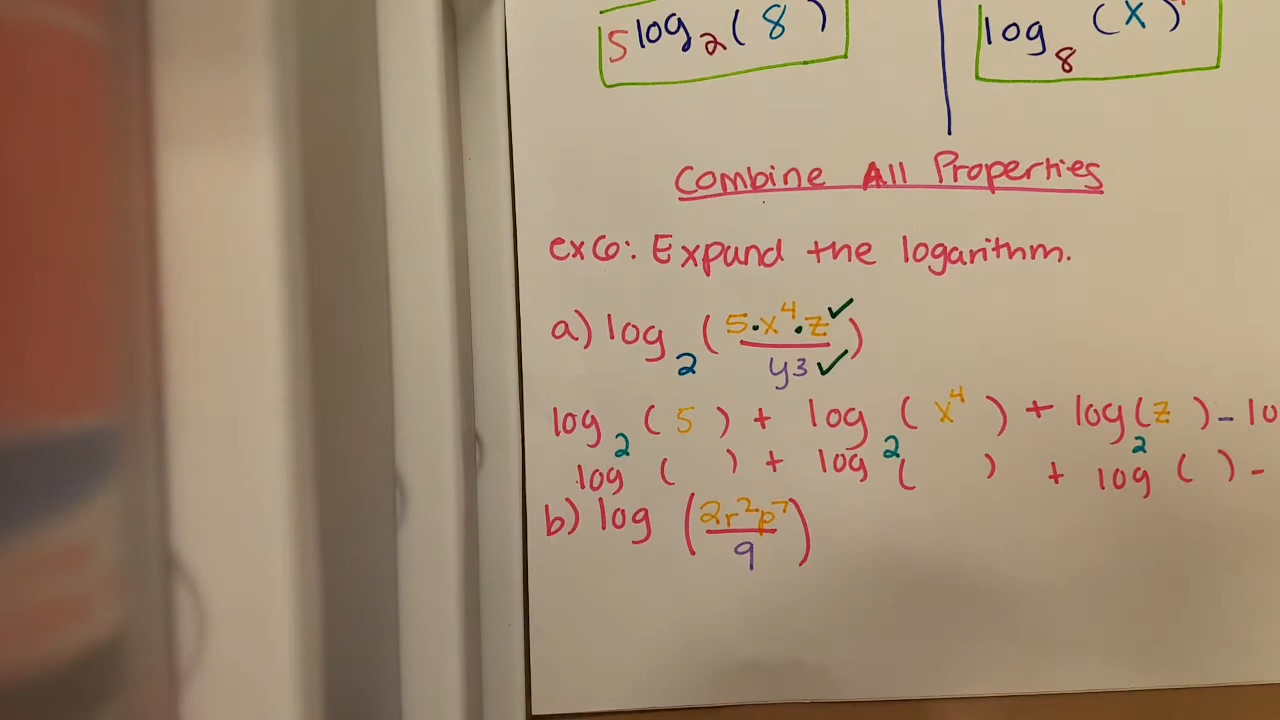 5log₂(8) log₈(x)
Combine All Properties
ex6: Expand the logarithm.
a) log₂(5·x⁴·z✓/y3✓)
log₂(5) + log₂(x⁴) + log₂(z) - lo
log ( ) + log ( ) + log ( ) -
b) log (2r²p⁷/9)